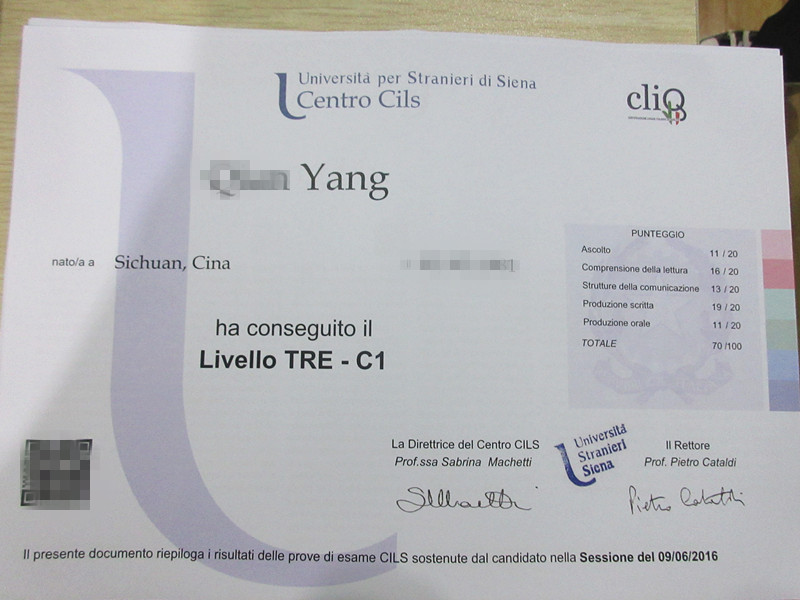 Università per Stranieri di Siena
Centro Cils
cliQ
Yang
nato/a a Sichuan, Cina
ha conseguito il
Livello TRE - C1
PUNTEGGIO
Ascolto 11 / 20
Comprensione della lettura 16 / 20
Strutture della comunicazione 13 / 20
Produzione scritta 19 / 20
Produzione orale 11 / 20
TOTALE 70 /100
La Direttrice del Centro CILS
Prof.ssa Sabrina Machetti
Università
Stranieri
Siena
Il Rettore
Prof. Pietro Cataldi
Pietro Cataldi
Il presente documento riepiloga i risultati delle prove di esame CILS sostenute dal candidato nella Sessione del 09/06/2016